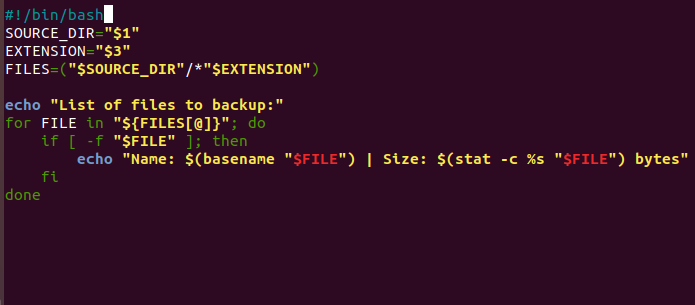 #!/bin/bash
SOURCE_DIR="$1"
EXTENSION="$3"
FILES=("$SOURCE_DIR"/*"$EXTENSION")

echo "List of files to backup:"
for FILE in "${FILES[@]}"; do
    if [ -f "$FILE" ]; then
        echo "Name: $(basename "$FILE") | Size: $(stat -c %s "$FILE") bytes"
    fi
done